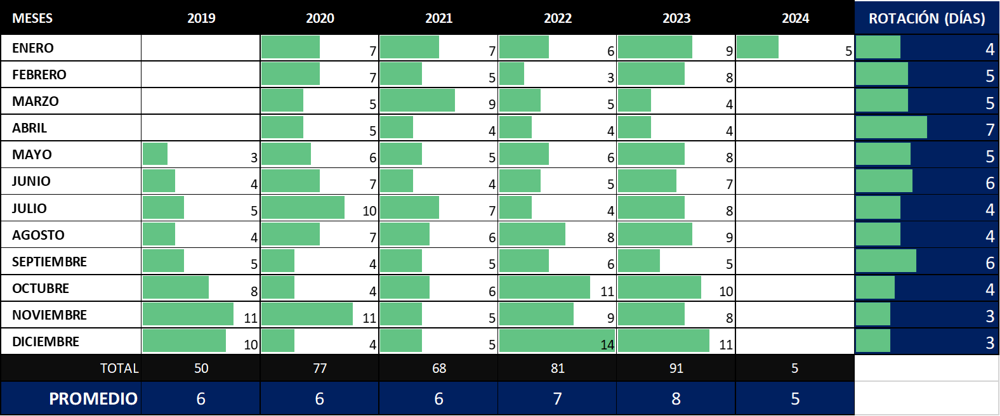 MESES 2019 2020 2021 2022 2023 2024 ROTACIÓN (DÍAS)
ENERO 7 7 6 9 5 4
FEBRERO 7 5 3 8 5
MARZO 5 9 5 4 5
ABRIL 5 4 4 4 7
MAYO 3 6 5 6 8 5
JUNIO 4 7 4 5 7 6
JULIO 5 10 7 4 8 4
AGOSTO 4 7 6 8 9 4
SEPTIEMBRE 5 4 5 6 5 6
OCTUBRE 8 4 6 11 10 4
NOVIEMBRE 11 11 5 9 8 3
DICIEMBRE 10 4 5 14 11 3
TOTAL 50 77 68 81 91 5
PROMEDIO 6 6 6 7 8 5